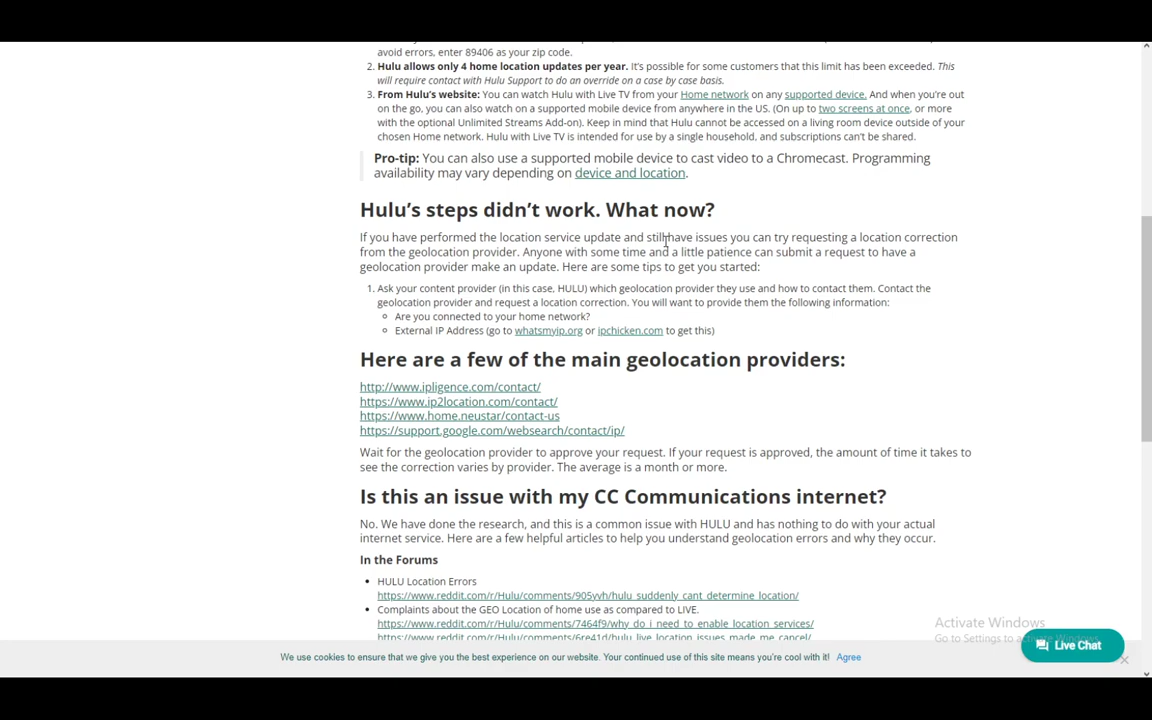 avoid errors, enter 89406 as your zip code.
2. Hulu allows only 4 home location updates per year. It's possible for some customers that this limit has been exceeded. This
will require contact with Hulu Support to do an override on a case by case basis.
3. From Hulu's website: You can watch Hulu with Live TV from your Home network on any supported device. And when you're out
on the go, you can also watch on a supported mobile device from anywhere in the US. (On up to two screens at once, or more
with the optional Unlimited Streams Add-on). Keep in mind that Hulu cannot be accessed on a living room device outside of your
chosen Home network. Hulu with Live TV is intended for use by a single household, and subscriptions can't be shared.
Pro-tip: You can also use a supported mobile device to cast video to a Chromecast. Programming
availability may vary depending on device and location.
Hulu's steps didn't work. What now?
If you have performed the location service update and still have issues you can try requesting a location correction
from the geolocation provider. Anyone with some time and a little patience can submit a request to have a
geolocation provider make an update. Here are some tips to get you started:
1. Ask your content provider (in this case, HULU) which geolocation provider they use and how to contact them. Contact the
geolocation provider and request a location correction. You will want to provide them the following information:
Are you connected to your home network?
External IP Address (go to whatsmyip.org or ipchicken.com to get this)
Here are a few of the main geolocation providers:
http://www.ipligence.com/contact/
https://www.ip2location.com/contact/
https://www.home.neustar/contact-us
https://support.google.com/websearch/contact/ip/
Wait for the geolocation provider to approve your request. If your request is approved, the amount of time it takes to
see the correction varies by provider. The average is a month or more.
Is this an issue with my CC Communications internet?
No. We have done the research, and this is a common issue with HULU and has nothing to do with your actual
internet service. Here are a few helpful articles to help you understand geolocation errors and why they occur.
In the Forums
HULU Location Errors
https://www.reddit.com/r/Hulu/comments/905yvh/hulu_suddenly_cant_determine_location/
Complaints about the GEO Location of home use as compared to LIVE.
https://www.reddit.com/r/Hulu/comments/7464f9/why_do_i_need_to_enable_location_services/
https://www.reddit.com/r/Hulu/comments/6re41d/hulu_live_location_issues_made_me_cancel/
Activate Windows
Go to Settings to activate Windows.
Live Chat
We use cookies to ensure that we give you the best experience on our website. Your continued use of this site means you're cool with it! Agree